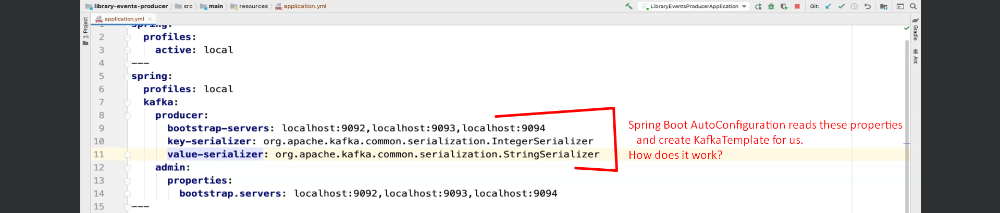 library-events-producer src main resources application.yml LibraryEventsProducerApplication Git:
application.yml
1: Project
Gradle
Ant
1 spring:
2 profiles:
3 active: local
4 ---
5 spring:
6 profiles: local
7 kafka:
8 producer:
9 bootstrap-servers: localhost:9092,localhost:9093,localhost:9094
10 key-serializer: org.apache.kafka.common.serialization.IntegerSerializer
11 value-serializer: org.apache.kafka.common.serialization.StringSerializer
12 admin:
13 properties:
14 bootstrap.servers: localhost:9092,localhost:9093,localhost:9094
15 ---
Spring Boot AutoConfiguration reads these properties
and create KafkaTemplate for us.
How does it work?